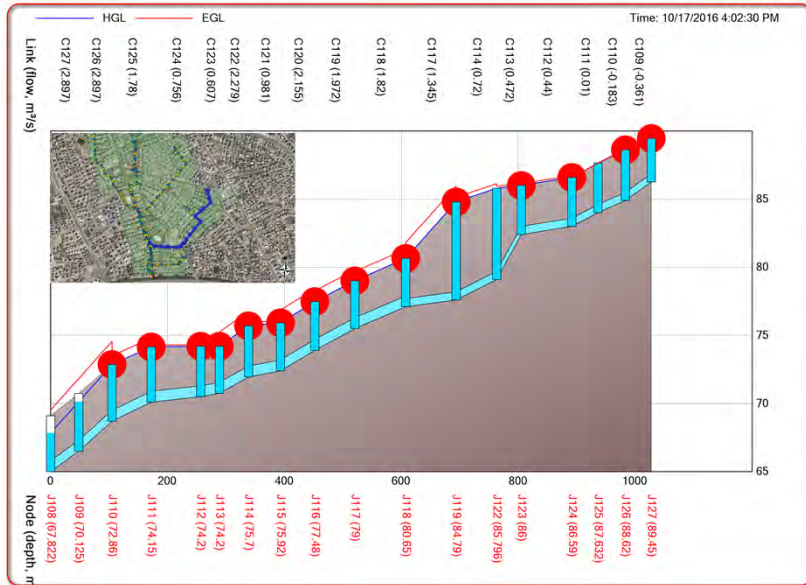 HGL
EGL
Time: 10/17/2016 4:02:30 PM
Link (flow, m³/s)
C127 (2.897)
C126 (2.897)
C125 (1.78)
C124 (0.756)
C123 (0.607)
C122 (2.279)
C121 (0.981)
C120 (2.155)
C119 (1.972)
C118 (1.82)
C117 (1.345)
C114 (0.72)
C113 (0.472)
C112 (0.44)
C111 (0.01)
C110 (-0.183)
C109 (-0.361)
85
80
75
70
65
0
200
400
600
800
1000
Node (depth, m
J108 (67.822)
J109 (70.125)
J110 (72.86)
J111 (74.15)
J112 (74.2)
J113 (74.2)
J114 (75.7)
J115 (75.92)
J116 (77.48)
J117 (79)
J118 (80.65)
J119 (84.79)
J122 (85.796)
J123 (86)
J124 (86.59)
J125 (87.632)
J126 (88.62)
J127 (89.45)